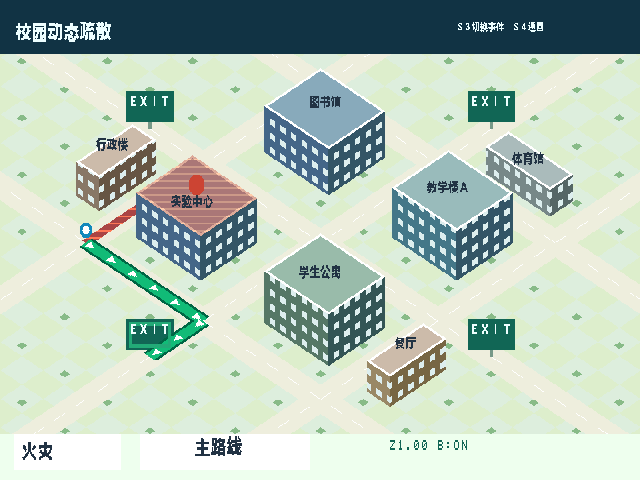 校园动态疏散
S3切换事件 S4返回
EXIT
EXIT
图书馆
行政楼
体育馆
教学楼A
实验中心
学生公寓
EXIT
EXIT
餐厅
火灾
主路线
Z1.00 B:ON